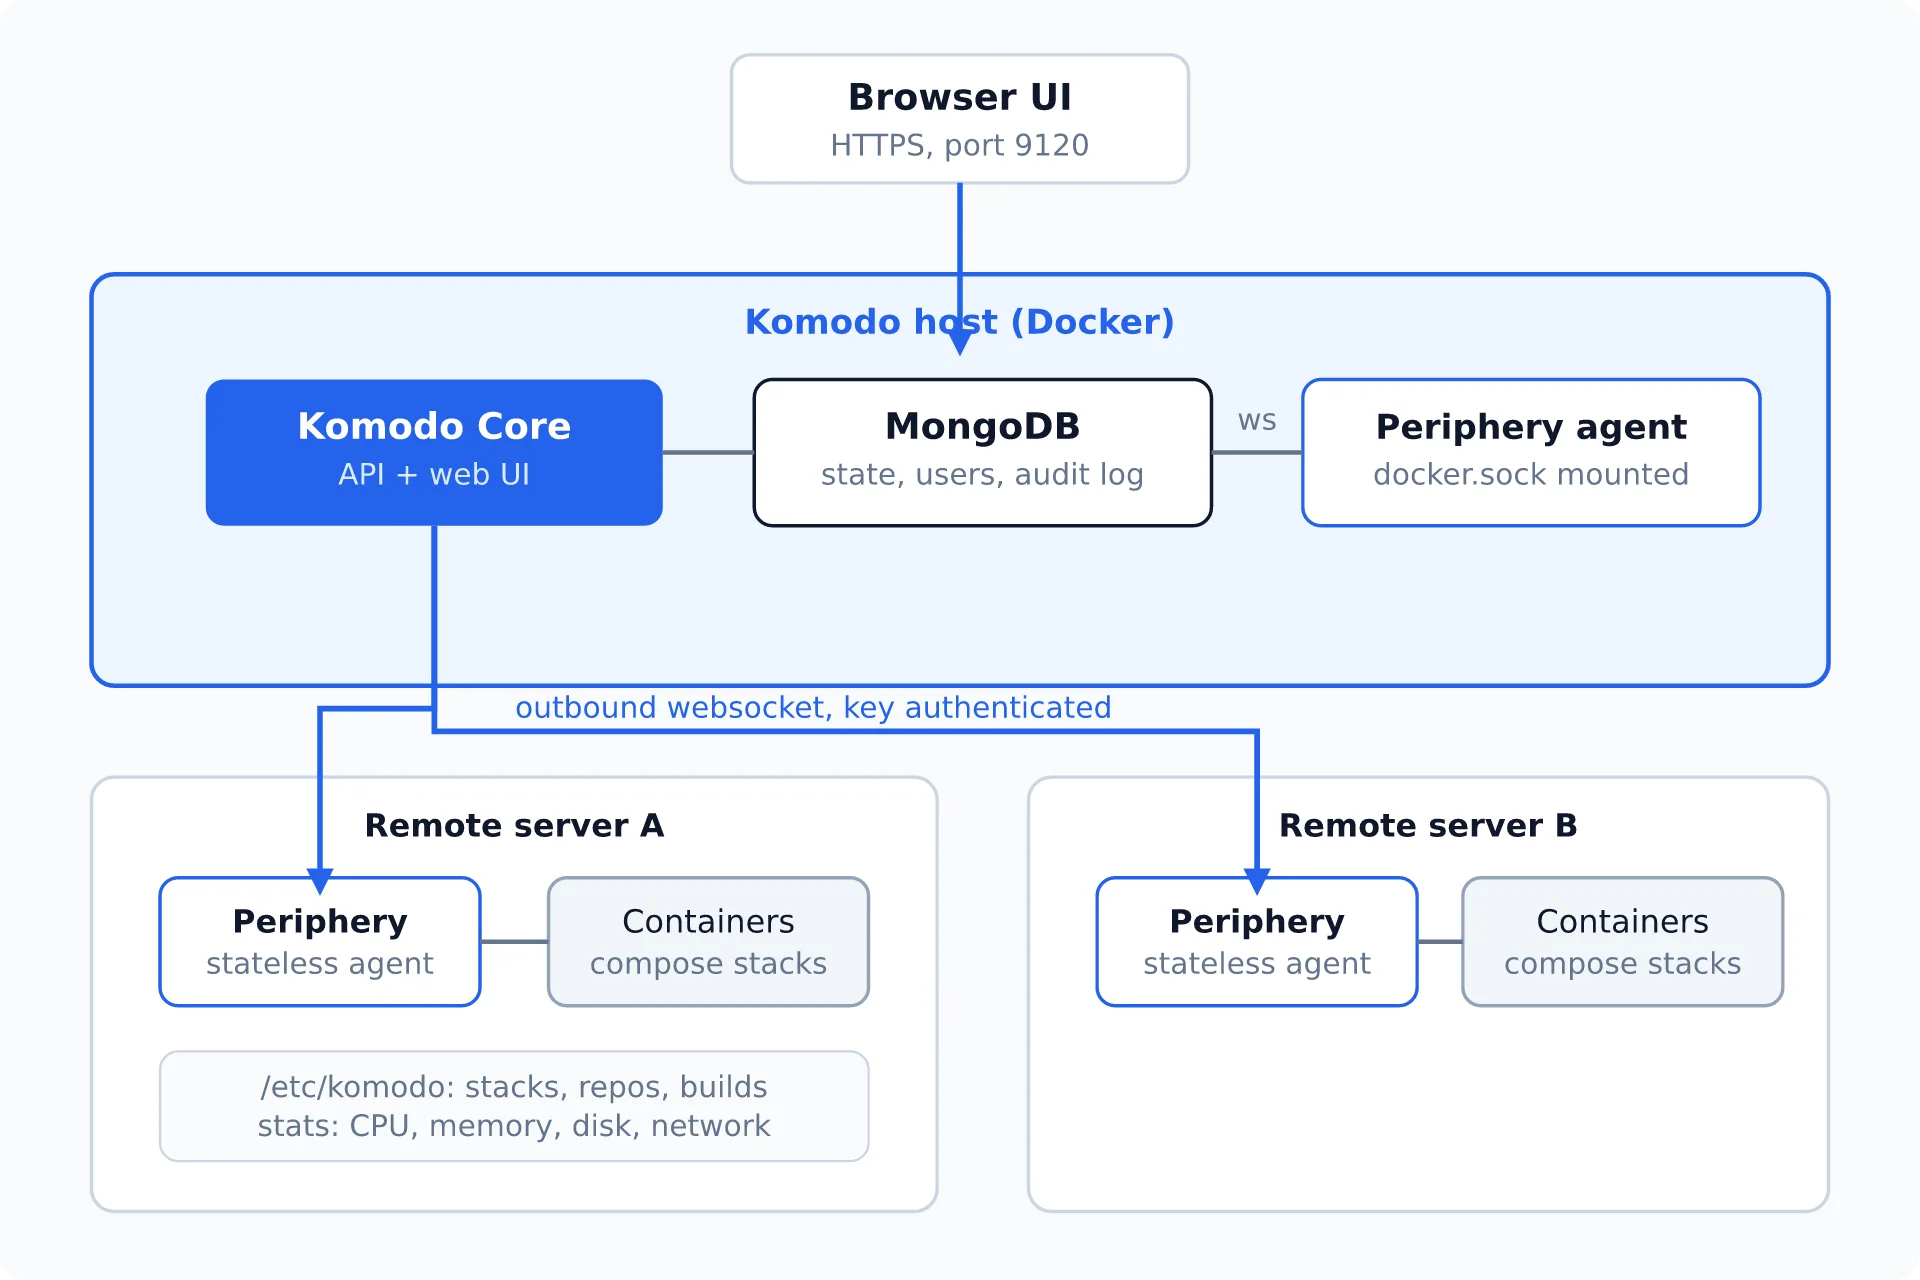 Browser UI
HTTPS, port 9120
Komodo host (Docker)
Komodo Core
API + web UI
MongoDB
state, users, audit log
ws
Periphery agent
docker.sock mounted
outbound websocket, key authenticated
Remote server A
Periphery
stateless agent
Containers
compose stacks
/etc/komodo: stacks, repos, builds
stats: CPU, memory, disk, network
Remote server B
Periphery
stateless agent
Containers
compose stacks